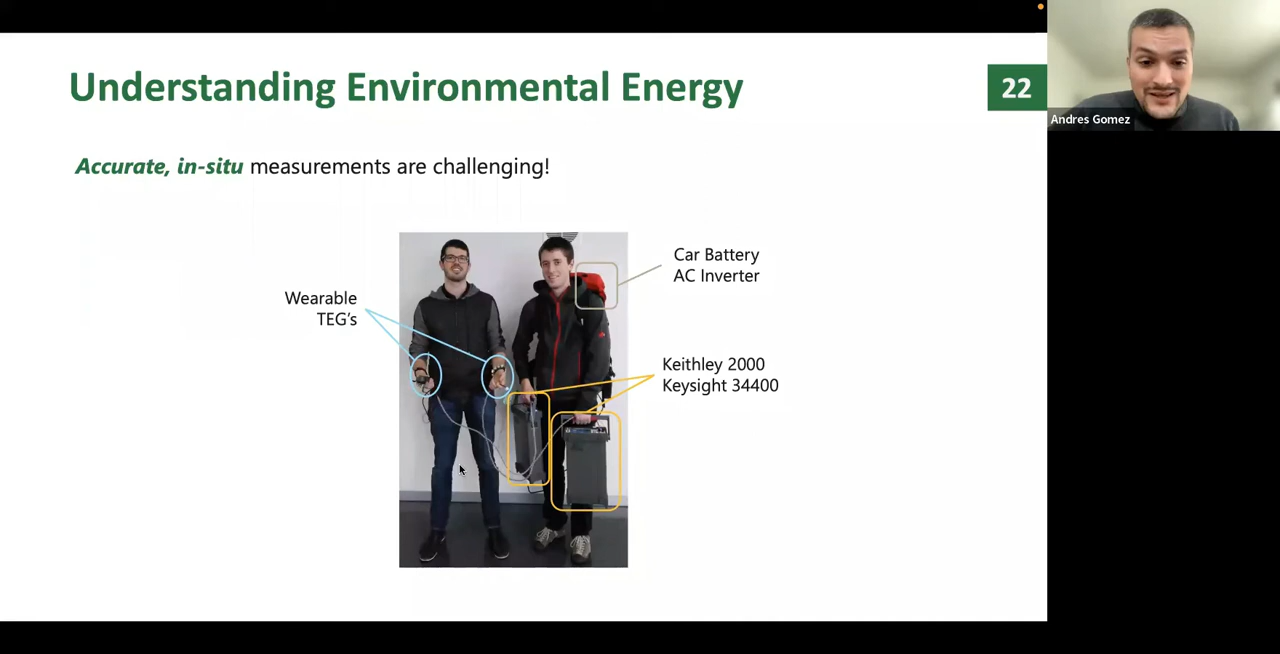 Understanding Environmental Energy
22
Andres Gomez
Accurate, in-situ measurements are challenging!
Car Battery
AC Inverter
Wearable
TEG's
Keithley 2000
Keysight 34400